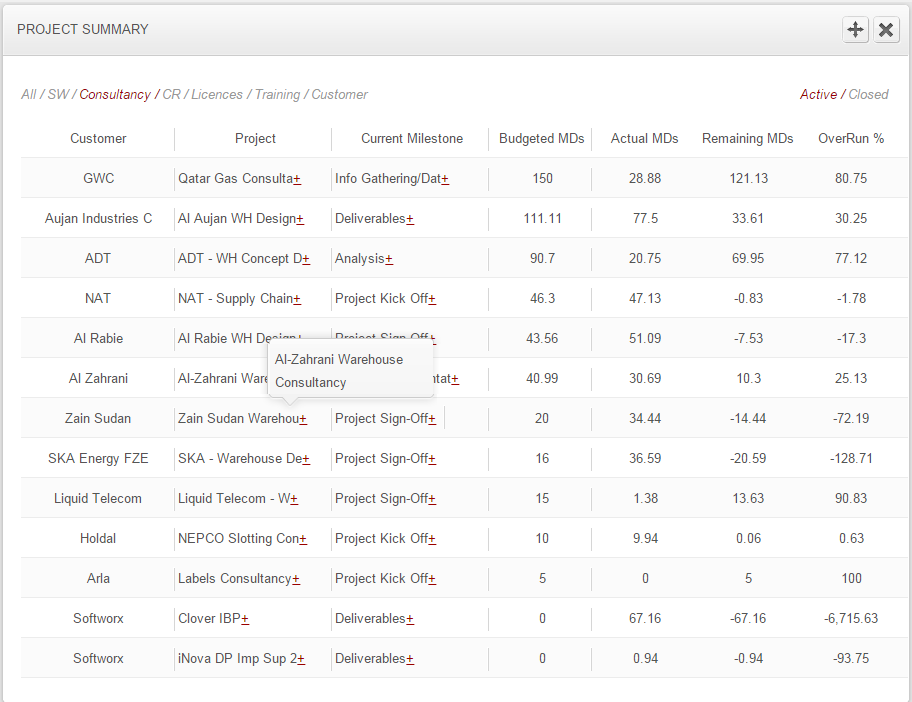 PROJECT SUMMARY
All / SW / Consultancy / CR / Licences / Training / Customer Active / Closed
Customer Project Current Milestone Budgeted MDs Actual MDs Remaining MDs OverRun %
GWC Qatar Gas Consulta+ Info Gathering/Dat+ 150 28.88 121.13 80.75
Aujan Industries C Al Aujan WH Design+ Deliverables+ 111.11 77.5 33.61 30.25
ADT ADT - WH Concept D+ Analysis+ 90.7 20.75 69.95 77.12
NAT NAT - Supply Chain+ Project Kick Off+ 46.3 47.13 -0.83 -1.78
Al Rabie Al Rabie WH Design+ Project Sign-Off+ 43.56 51.09 -7.53 -17.3
Al-Zahrani Warehouse
Consultancy
Al Zahrani Al-Zahrani Ware ntat+ 40.99 30.69 10.3 25.13
Zain Sudan Zain Sudan Warehou+ Project Sign-Off+ 20 34.44 -14.44 -72.19
SKA Energy FZE SKA - Warehouse De+ Project Sign-Off+ 16 36.59 -20.59 -128.71
Liquid Telecom Liquid Telecom - W+ Project Sign-Off+ 15 1.38 13.63 90.83
Holdal NEPCO Slotting Con+ Project Kick Off+ 10 9.94 0.06 0.63
Arla Labels Consultancy+ Project Kick Off+ 5 0 5 100
Softworx Clover IBP+ Deliverables+ 0 67.16 -67.16 -6,715.63
Softworx iNova DP Imp Sup 2+ Deliverables+ 0 0.94 -0.94 -93.75